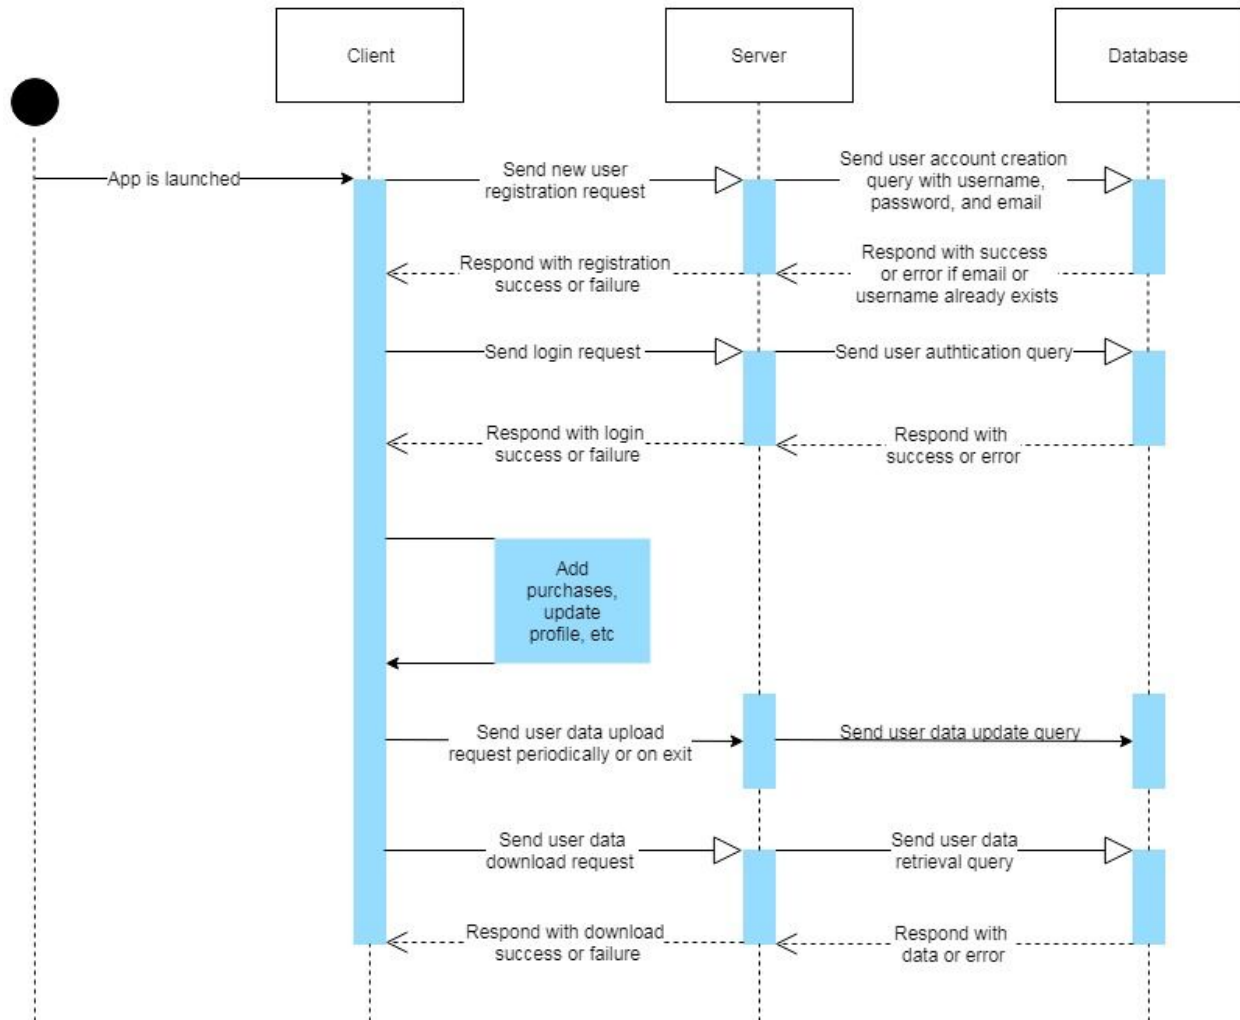 Client
Server
Database
App is launched
Send new user
registration request
Send user account creation
query with username,
password, and email
Respond with registration
success or failure
Respond with success
or error if email or
username already exists
Send login request
Send user authtication query
Respond with login
success or failure
Respond with
success or error
Add
purchases,
update
profile, etc
Send user data upload
request periodically or on exit
Send user data update query
Send user data
download request
Send user data
retrieval query
Respond with download
success or failure
Respond with
data or error